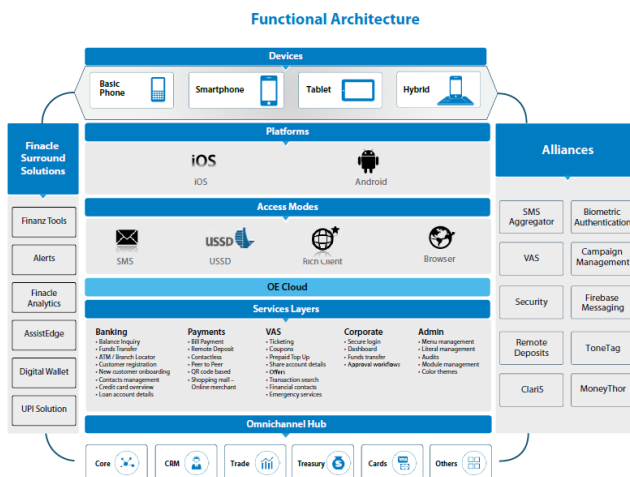 Functional Architecture
Devices
Basic
Phone
Smartphone
Tablet
Hybrid
Finacle
Surround
Solutions
Finanz Tools
Alerts
Finacle
Analytics
AssistEdge
Digital Wallet
UPI Solution
Platforms
iOS
iOS
Android
Access Modes
SMS
USSD
USSD
Rich Client
Browser
OE Cloud
Services Layers
Banking
• Balance Inquiry
• Funds Transfer
• ATM / Branch Locator
• Customer registration
• New customer onboarding
• Contacts management
• Credit card overview
• Loan account details
Payments
• Bill Payment
• Remote Deposit
• Contactless
• Peer to Peer
• QR code based
• Shopping mall –
Online merchant
VAS
• Ticketing
• Coupons
• Prepaid Top Up
• Share account details
• Offers
• Transaction search
• Financial contacts
• Emergency services
Corporate
• Secure login
• Dashboard
• Funds transfer
• Approval workflows
Admin
• Menu management
• Literal management
• Audits
• Module management
• Color themes
Omnichannel Hub
Core
CRM
Trade
Treasury
Cards
Others
Alliances
SMS
Aggregator
Biometric
Authentication
VAS
Campaign
Management
Security
Firebase
Messaging
Remote
Deposits
ToneTag
ClariS
MoneyThor